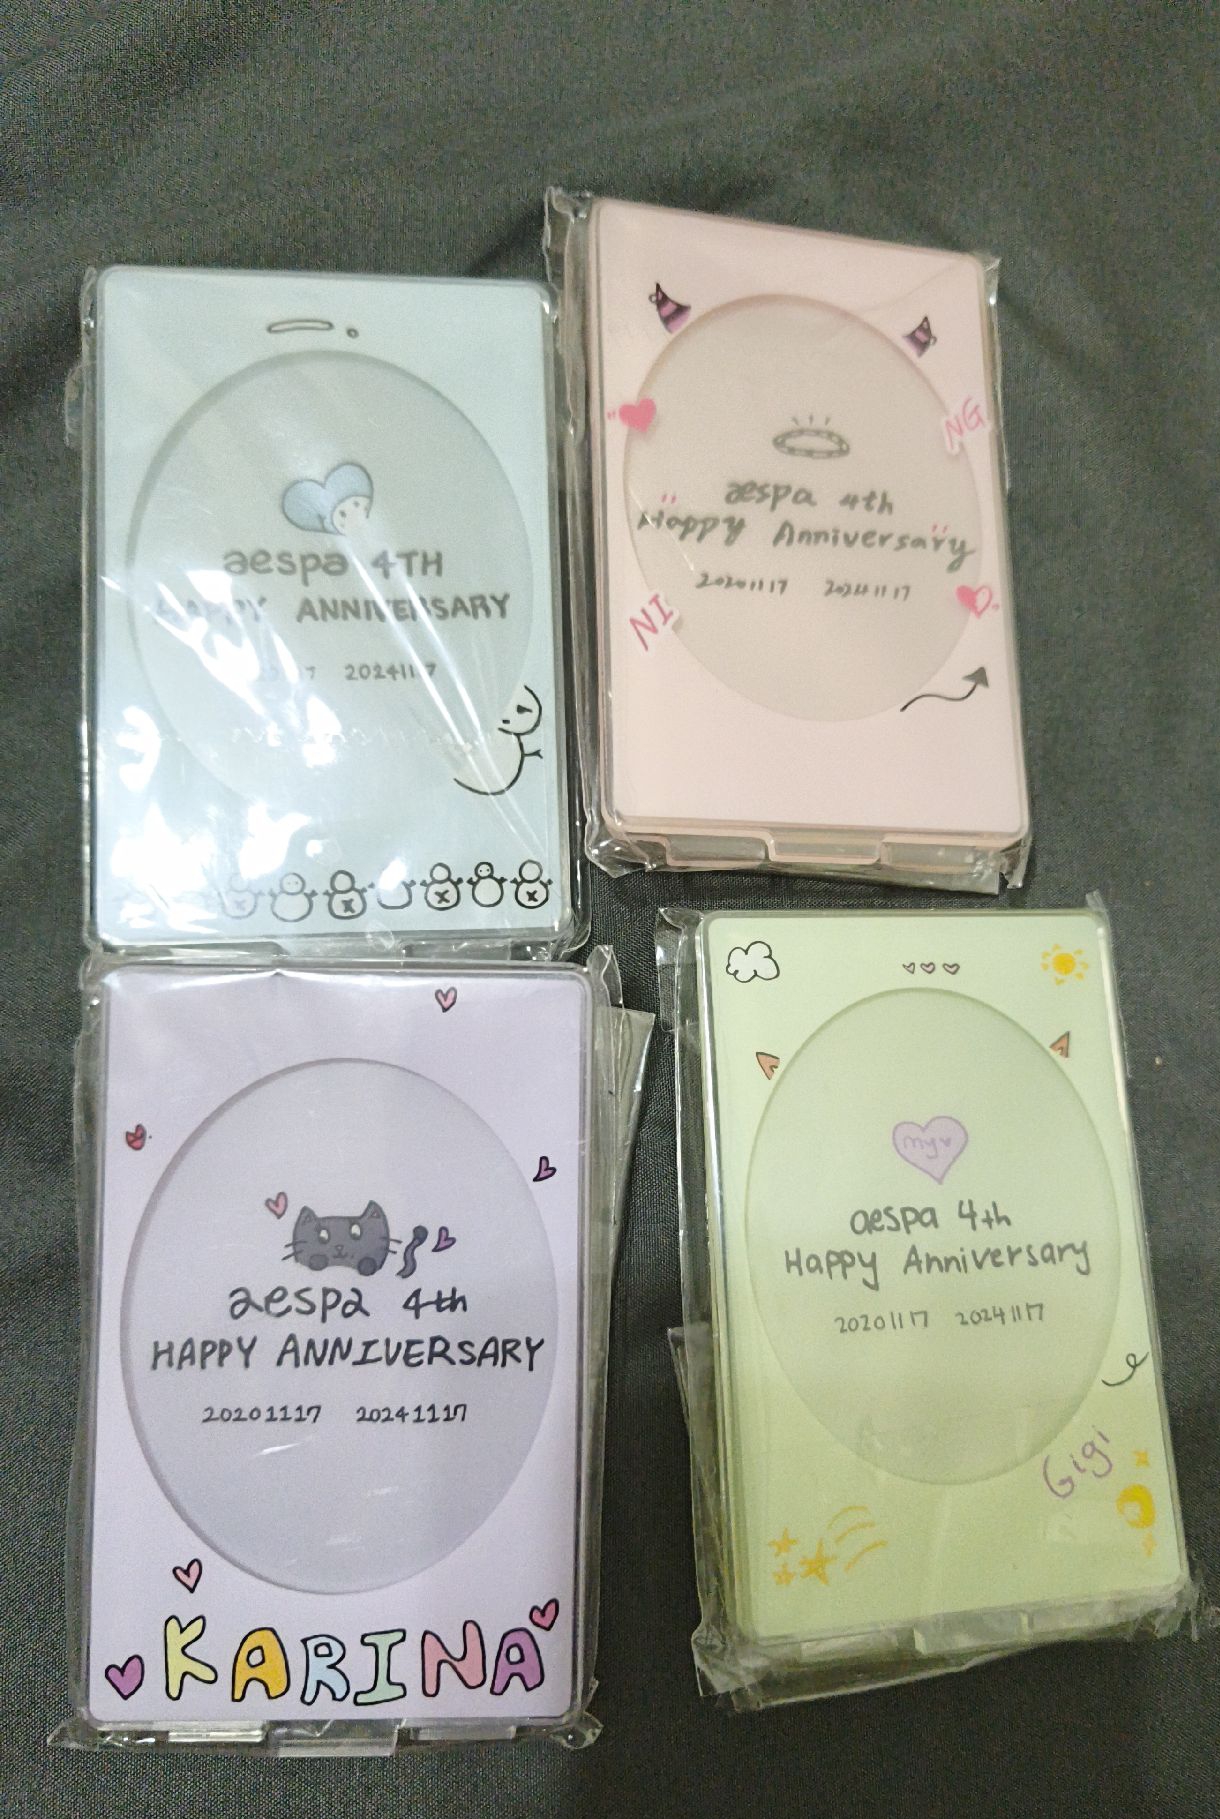 aespa 4TH
HAPPY ANNIVERSARY
20241117
NG
aespa 4th
Happy Anniversary
20201117 20241117
NI
aespa 4th
HAPPY ANNIVERSARY
20201117 20241117
KARINA
my
aespa 4th
Happy Anniversary
20201117 20241117
Gigi